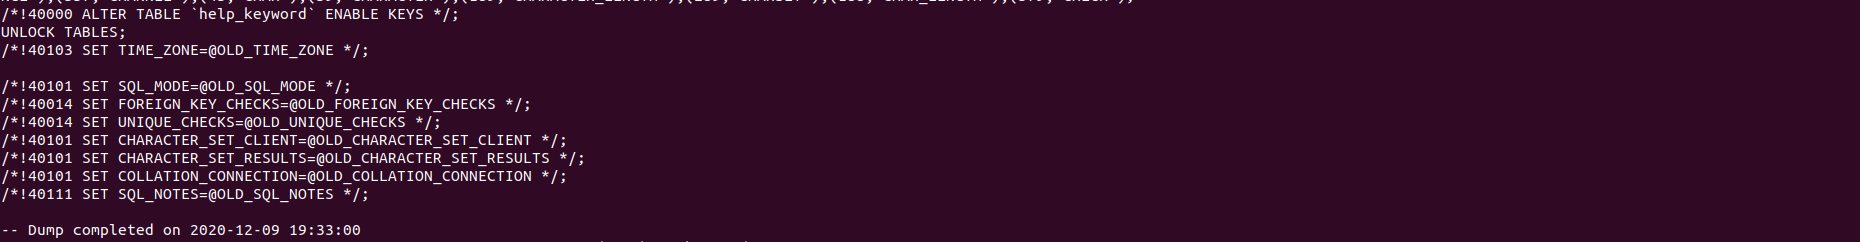 /*!40000 ALTER TABLE `help_keyword` ENABLE KEYS */;
UNLOCK TABLES;
/*!40103 SET TIME_ZONE=@OLD_TIME_ZONE */;
/*!40101 SET SQL_MODE=@OLD_SQL_MODE */;
/*!40014 SET FOREIGN_KEY_CHECKS=@OLD_FOREIGN_KEY_CHECKS */;
/*!40014 SET UNIQUE_CHECKS=@OLD_UNIQUE_CHECKS */;
/*!40101 SET CHARACTER_SET_CLIENT=@OLD_CHARACTER_SET_CLIENT */;
/*!40101 SET CHARACTER_SET_RESULTS=@OLD_CHARACTER_SET_RESULTS */;
/*!40101 SET COLLATION_CONNECTION=@OLD_COLLATION_CONNECTION */;
/*!40111 SET SQL_NOTES=@OLD_SQL_NOTES */;
-- Dump completed on 2020-12-09 19:33:00